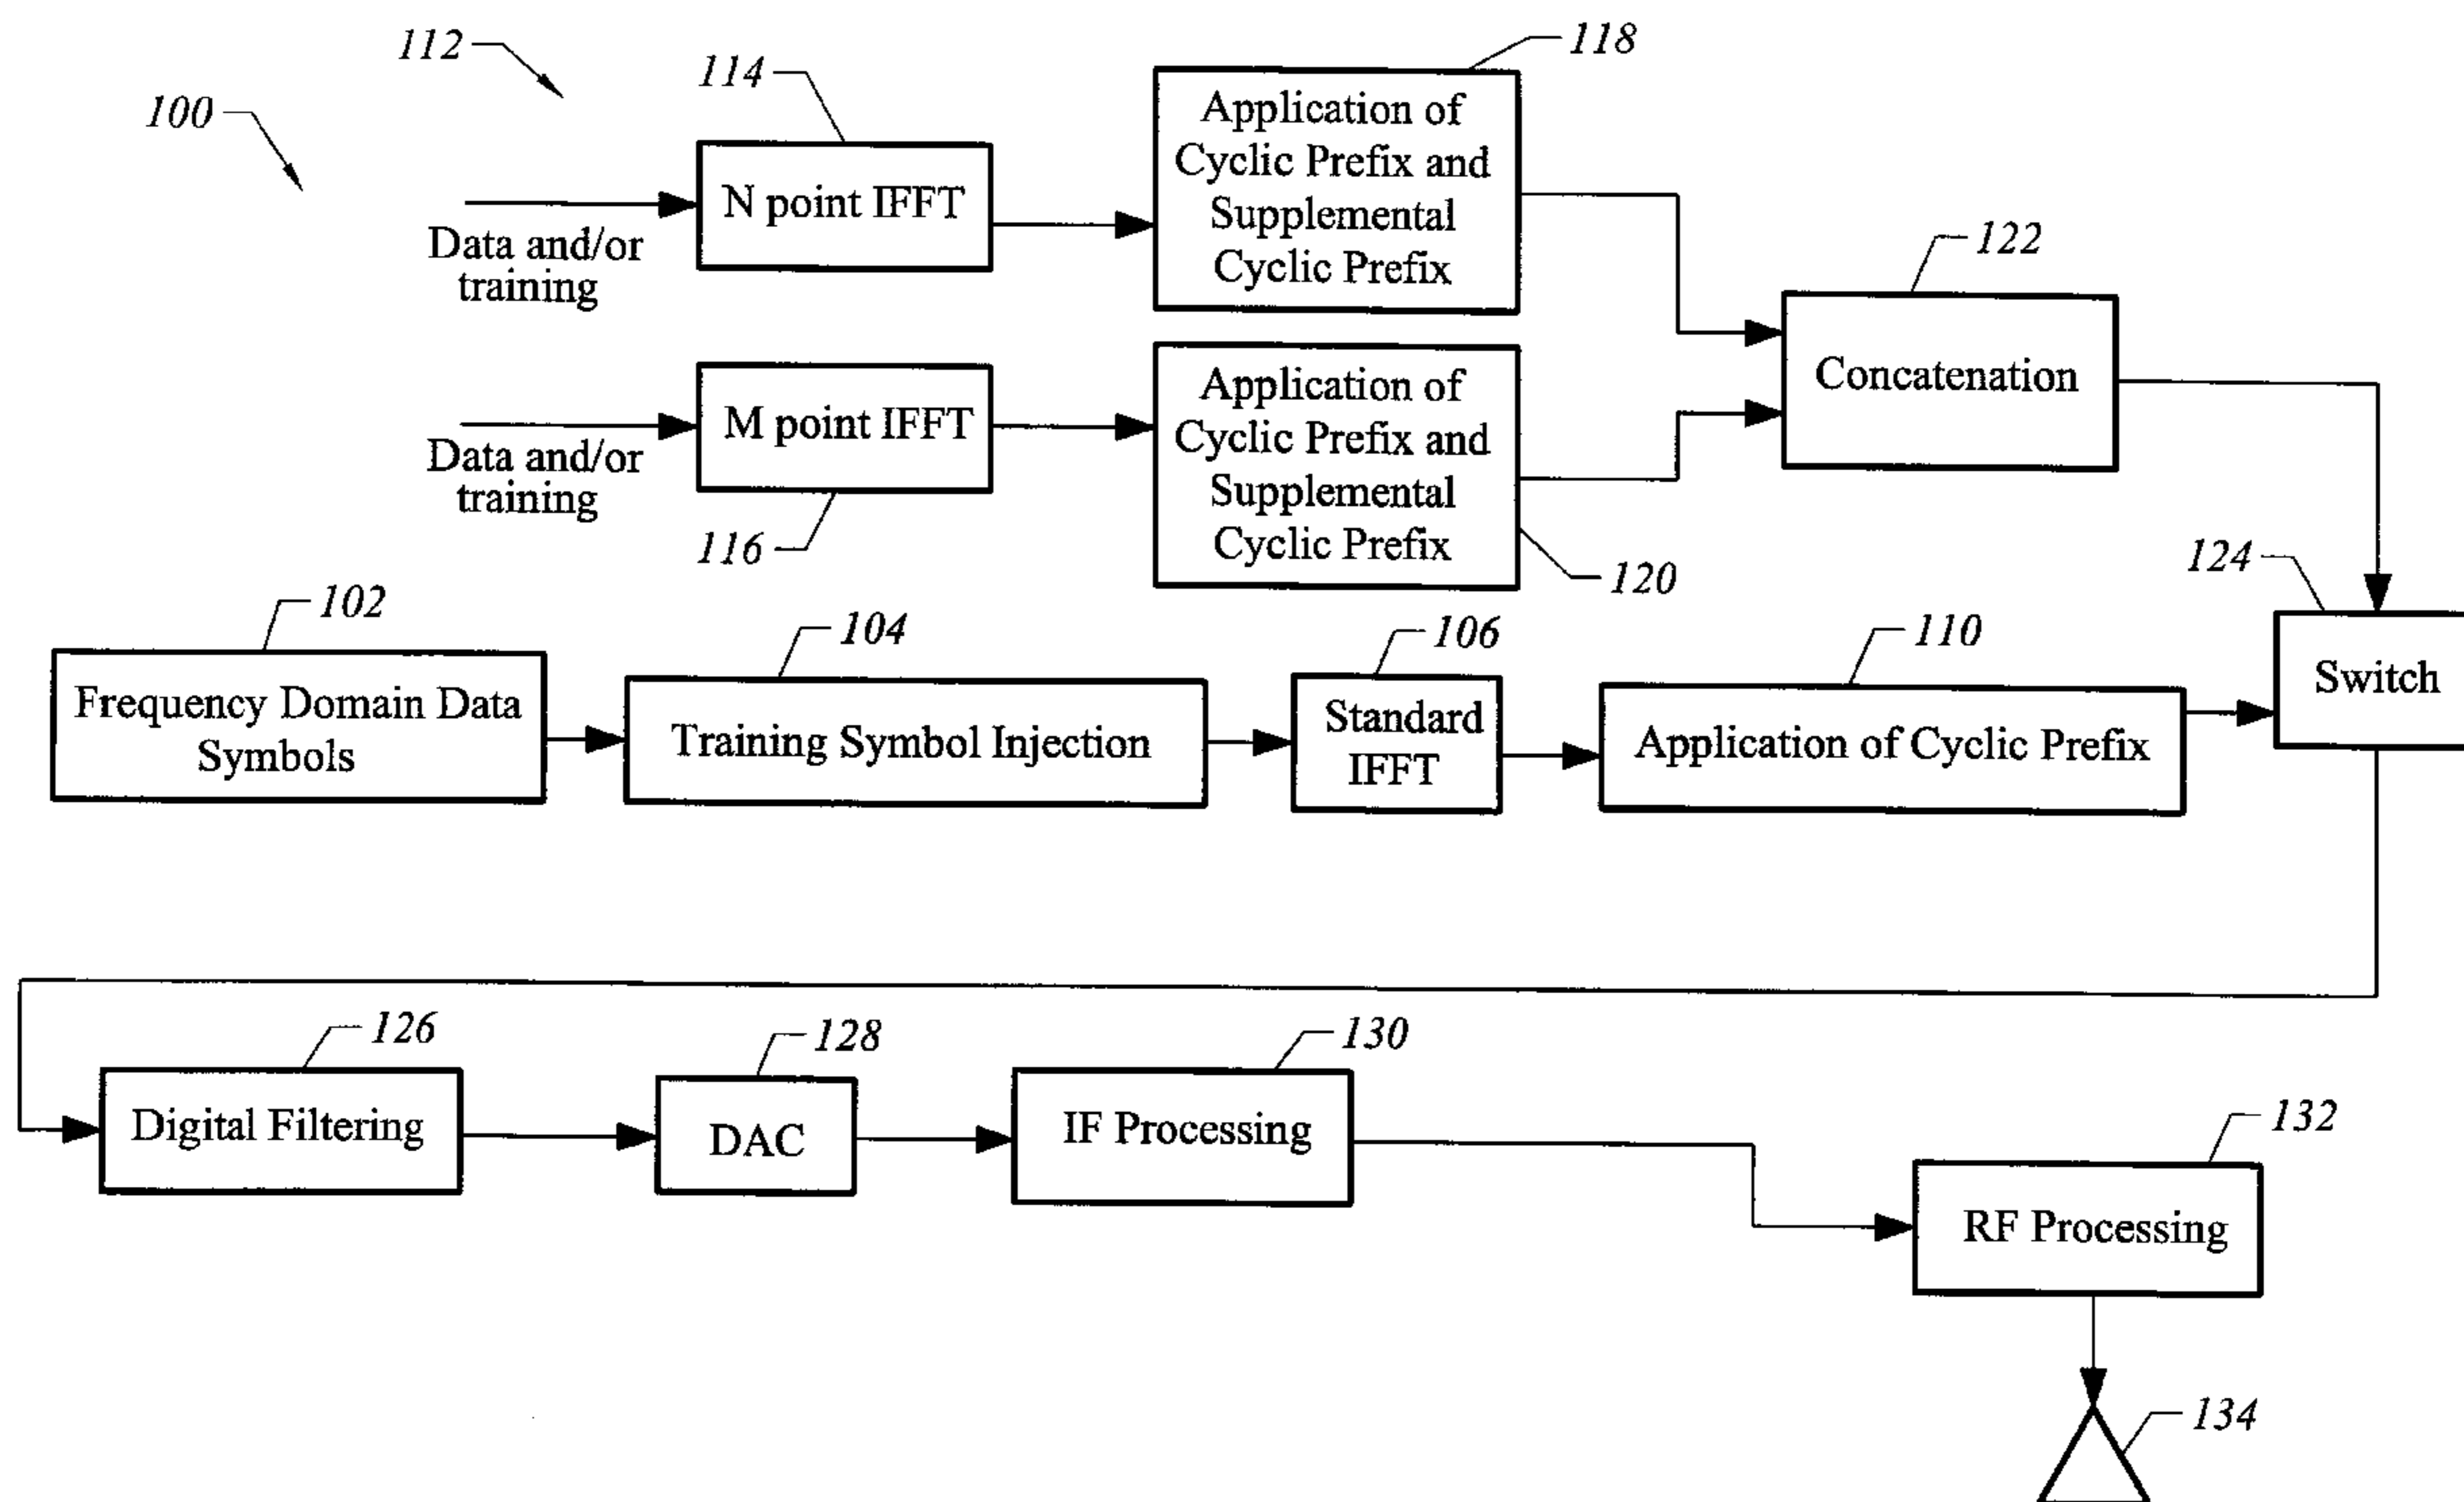 112
100
114
118
N point IFFT
Data and/or
training
Application of
Cyclic Prefix and
Supplemental
Cyclic Prefix
122
Concatenation
M point IFFT
Data and/or
training
116
Application of
Cyclic Prefix and
Supplemental
Cyclic Prefix
120
124
Switch
102
Frequency Domain Data
Symbols
104
Training Symbol Injection
106
Standard
IFFT
110
Application of Cyclic Prefix
126
Digital Filtering
128
DAC
130
IF Processing
132
RF Processing
134